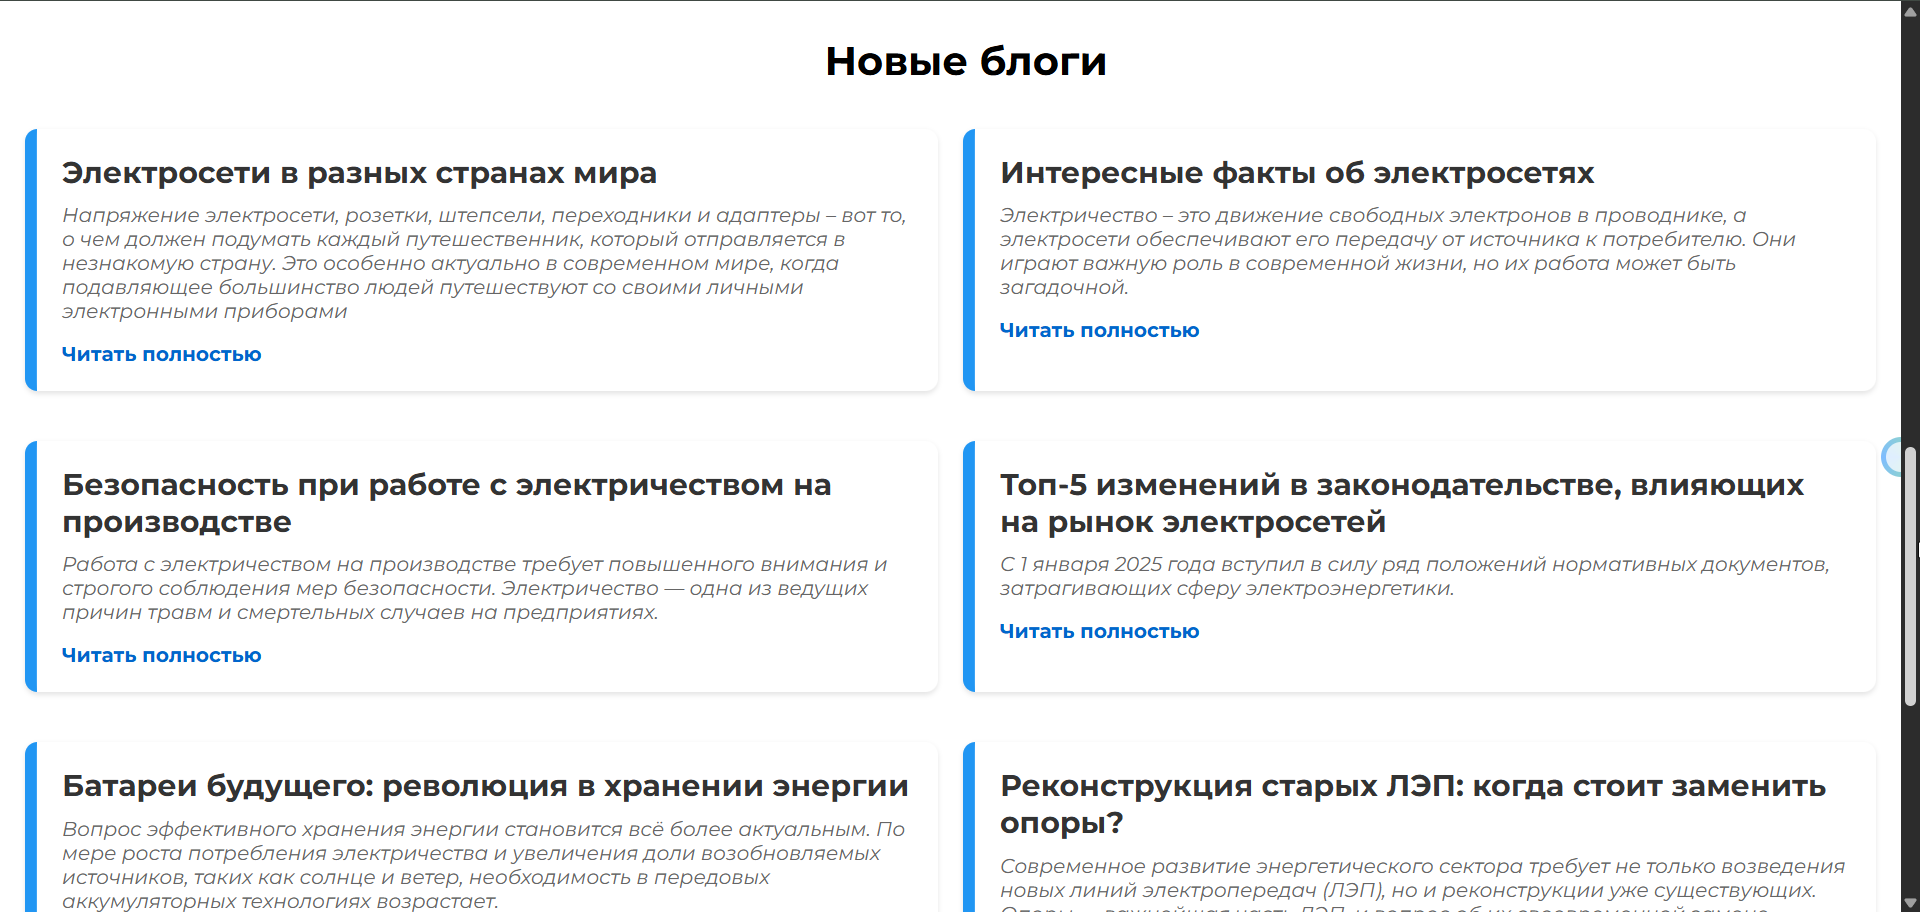 Новые блоги
Электросети в разных странах мира
Напряжение электросети, розетки, штепсели, переходники и адаптеры – вот то,
о чем должен подумать каждый путешественник, который отправляется в
незнакомую страну. Это особенно актуально в современном мире, когда
подавляющее большинство людей путешествуют со своими личными
электронными приборами
Читать полностью
Интересные факты об электросетях
Электричество – это движение свободных электронов в проводнике, а
электросети обеспечивают его передачу от источника к потребителю. Они
играют важную роль в современной жизни, но их работа может быть
загадочной.
Читать полностью
Безопасность при работе с электричеством на
производстве
Работа с электричеством на производстве требует повышенного внимания и
строгого соблюдения мер безопасности. Электричество — одна из ведущих
причин травм и смертельных случаев на предприятиях.
Читать полностью
Топ-5 изменений в законодательстве, влияющих
на рынок электросетей
С 1 января 2025 года вступил в силу ряд положений нормативных документов,
затрагивающих сферу электроэнергетики.
Читать полностью
Батареи будущего: революция в хранении энергии
Вопрос эффективного хранения энергии становится всё более актуальным. По
мере роста потребления электричества и увеличения доли возобновляемых
источников, таких как солнце и ветер, необходимость в передовых
аккумуляторных технологиях возрастает.
Реконструкция старых ЛЭП: когда стоит заменить
опоры?
Современное развитие энергетического сектора требует не только возведения
новых линий электропередач (ЛЭП), но и реконструкции уже существующих.